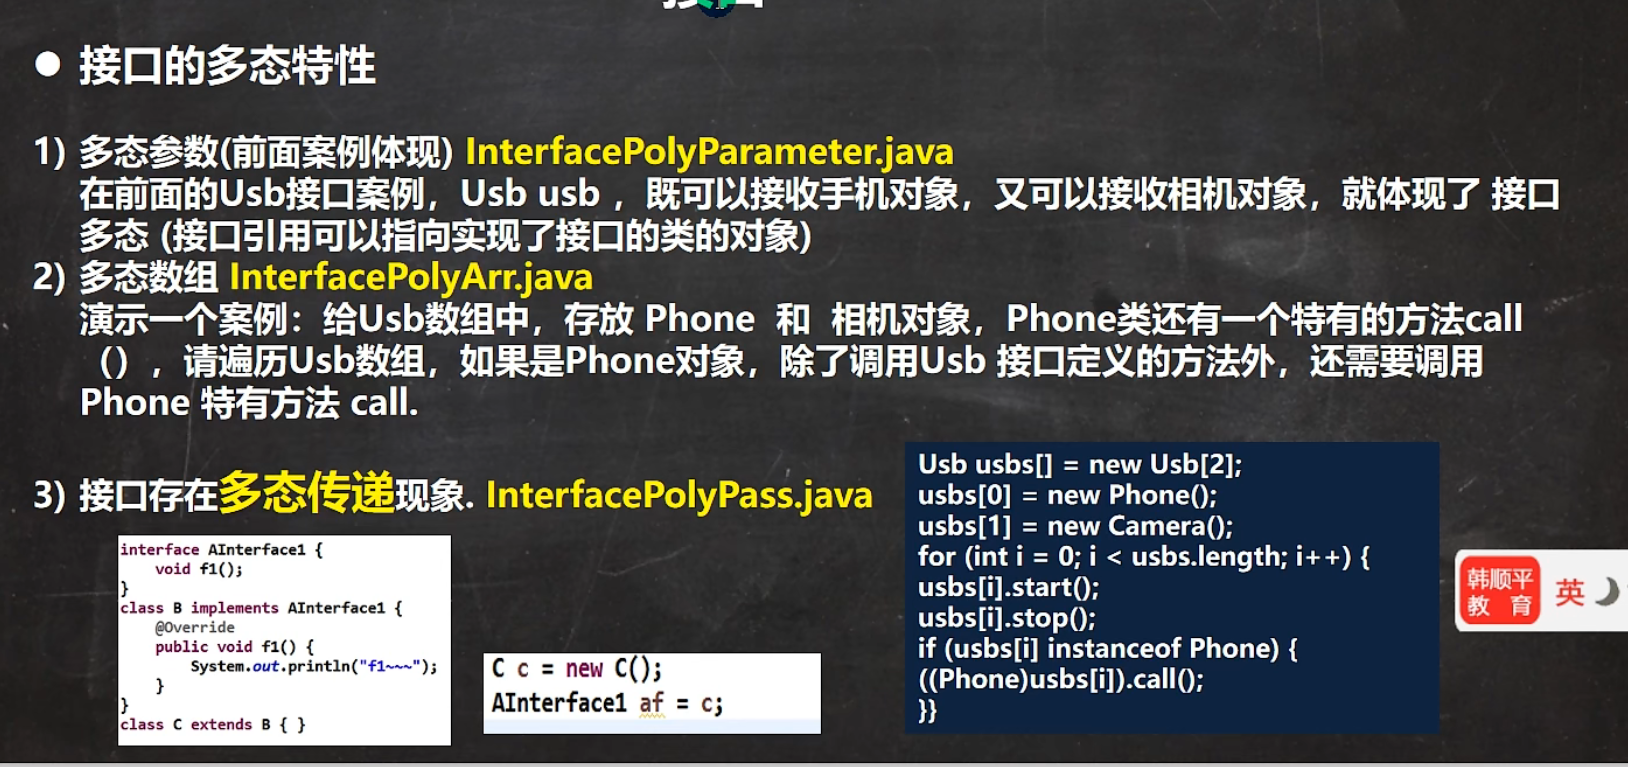 ● 接口的多态特性
1) 多态参数(前面案例体现) InterfacePolyParameter.java
在前面的Usb接口案例，Usb usb ，既可以接收手机对象，又可以接收相机对象，就体现了 接口
多态 (接口引用可以指向实现了接口的类的对象)
2) 多态数组 InterfacePolyArr.java
演示一个案例：给Usb数组中，存放 Phone 和 相机对象，Phone类还有一个特有的方法call
（），请遍历Usb数组，如果是Phone对象，除了调用Usb 接口定义的方法外，还需要调用
Phone 特有方法 call.
3) 接口存在多态传递现象. InterfacePolyPass.java
interface AInterface1 {
void f1();
}
class B implements AInterface1 {
@Override
public void f1() {
System.out.println("f1~~~");
}
}
class C extends B { }
C c = new C();
AInterface1 af = c;
Usb usbs[] = new Usb[2];
usbs[0] = new Phone();
usbs[1] = new Camera();
for (int i = 0; i < usbs.length; i++) {
usbs[i].start();
usbs[i].stop();
if (usbs[i] instanceof Phone) {
((Phone)usbs[i]).call();
}}
韩顺平
教 育
英